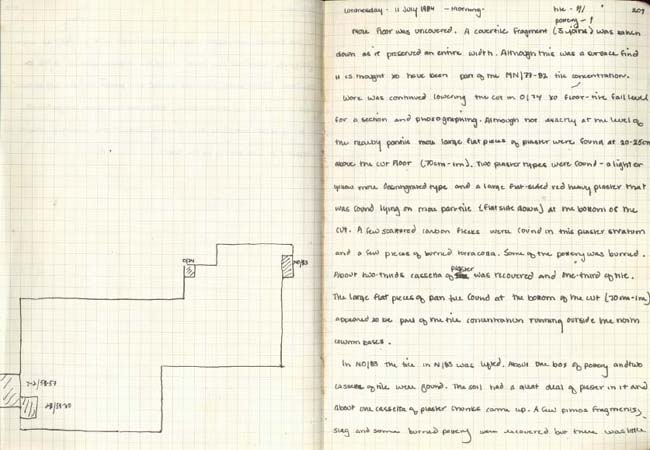 Wednesday - 11 July 1984 - Morning.
tile - 9/1
pottery - 1
209
More floor was uncovered. A covertile fragment (5 joins) was taken
down as it preserved an entire width. Although this was a surface find
it is thought to have been part of the MN/77-82 tile concentration.
Work was continued lowering the cut in O/74 to floor-tile fall level
for a section and photographing. Although not exactly at the level of
the nearby pantile more large flat pieces of plaster were found at 20-25cm
above the cut floor (70cm-1m). Two plaster types were found - a lighter
yellow more disintegrated type and a large flat-sided red heavy plaster that
was found lying on more pantile (flat side down) at the bottom of the
cut. A few scattered carbon flecks were found in this plaster stratum
and a few pieces of burned terracotta. Some of the pottery was burned.
About two-thirds cassetta of plaster was recovered and one-third of tile.
The large flat pieces of pan tile found at the bottom of the cut (70cm-1m)
appeared to be part of the tile concentration running outside the north
column bases.
In NO/83 the tile in N/83 was lifted. About one box of pottery and two
cassette of tile were found. The soil had a great deal of plaster in it and
about one cassetta of plaster chunks came up. A few pithos fragments,
slag and some burned pottery were recovered but there was little
O/74
NO/83